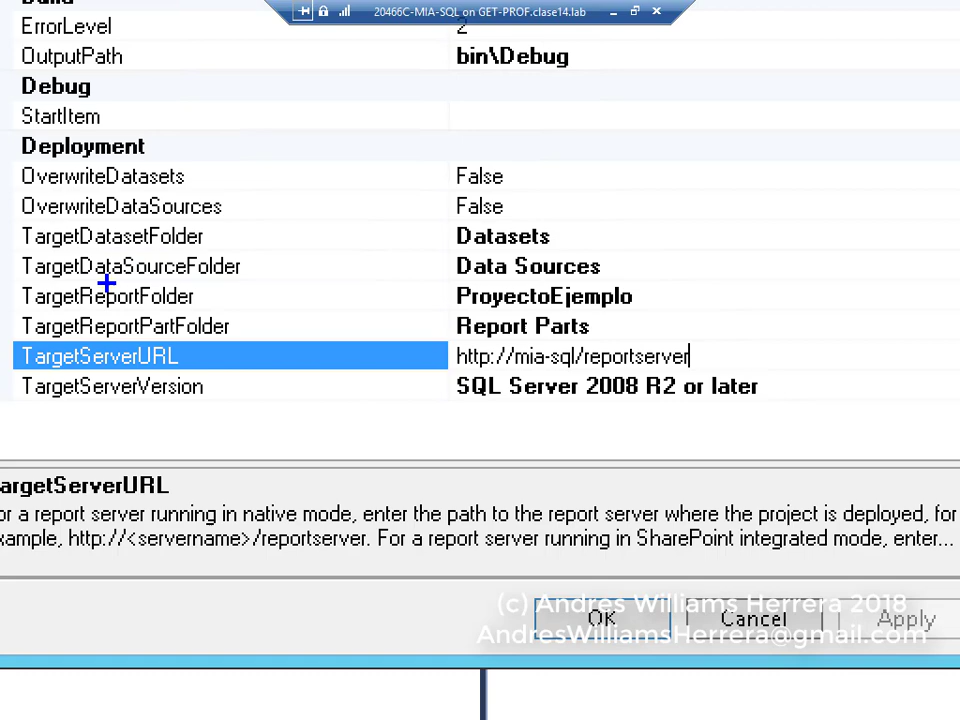 20466C-MIA-SQL on GET-PROF.clase14.lab
ErrorLevel 2
OutputPath bin\Debug
Debug
StartItem
Deployment
OverwriteDatasets False
OverwriteDataSources False
TargetDatasetFolder Datasets
TargetDataSourceFolder Data Sources
TargetReportFolder ProyectoEjemplo
TargetReportPartFolder Report Parts
TargetServerURL http://mia-sql/reportserver
TargetServerVersion SQL Server 2008 R2 or later
argetServerURL
or a report server running in native mode, enter the path to the report server where the project is deployed, for
xample, http://<servername>/reportserver. For a report server running in SharePoint integrated mode, enter...
OK Cancel Apply
(c) Andres Williams Herrera 2018
AndresWilliamsHerrera@gmail.com